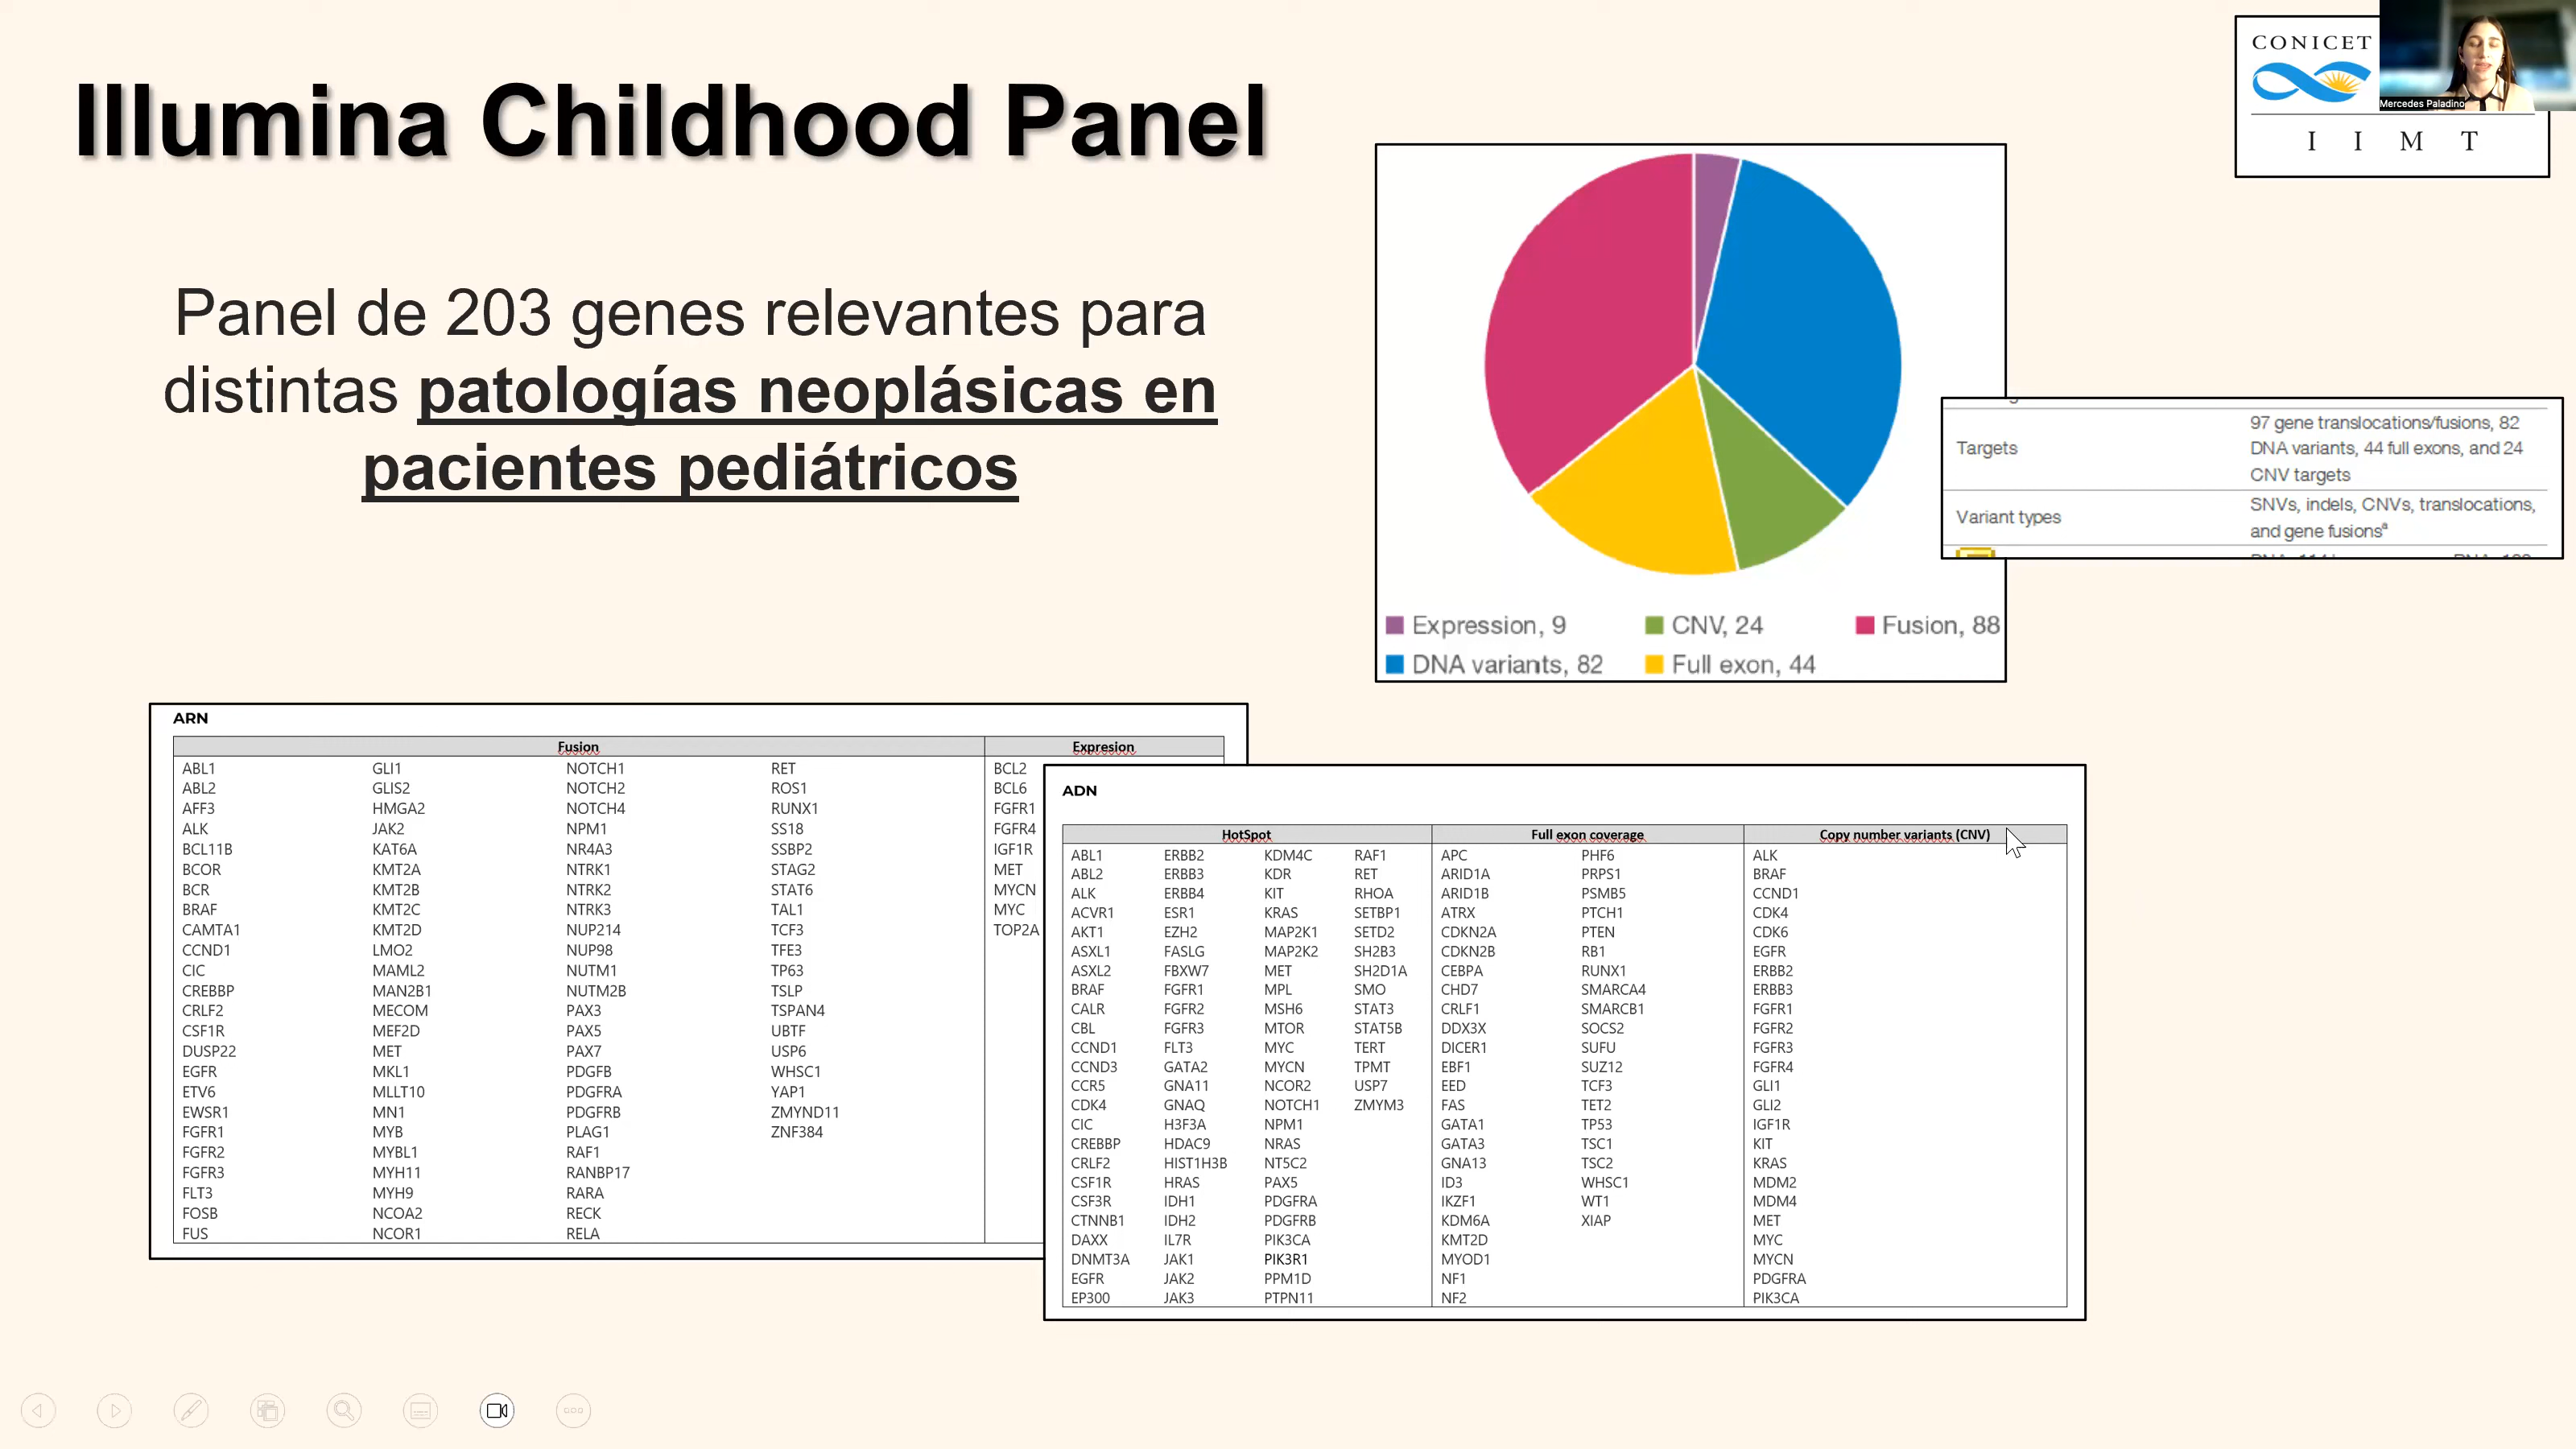 Illumina Childhood Panel
CONICET
I I M T
Mercedes Paladino
Panel de 203 genes relevantes para
distintas patologías neoplásicas en
pacientes pediátricos
Expression, 9
CNV, 24
Fusion, 88
DNA variants, 82
Full exon, 44
Targets
97 gene translocations/fusions, 82
DNA variants, 44 full exons, and 24
CNV targets
Variant types
SNVs, indels, CNVs, translocations,
and gene fusionsª
ARN
Fusion Expresion
ABL1 GLI1 NOTCH1 RET BCL2
ABL2 GLIS2 NOTCH2 ROS1 BCL6
AFF3 HMGA2 NOTCH4 RUNX1 FGFR1
ALK JAK2 NPM1 SS18 FGFR4
BCL11B KAT6A NR4A3 SSBP2 IGF1R
BCOR KMT2A NTRK1 STAG2 MET
BCR KMT2B NTRK2 STAT6 MYCN
BRAF KMT2C NTRK3 TAL1 MYC
CAMTA1 KMT2D NUP214 TCF3 TOP2A
CCND1 LMO2 NUP98 TFE3
CIC MAML2 NUTM1 TP63
CREBBP MAN2B1 NUTM2B TSLP
CRLF2 MECOM PAX3 TSPAN4
CSF1R MEF2D PAX5 UBTF
DUSP22 MET PAX7 USP6
EGFR MKL1 PDGFB WHSC1
ETV6 MLLT10 PDGFRA YAP1
EWSR1 MN1 PDGFRB ZMYND11
FGFR1 MYB PLAG1 ZNF384
FGFR2 MYBL1 RAF1
FGFR3 MYH11 RANBP17
FLT3 MYH9 RARA
FOSB NCOA2 RECK
FUS NCOR1 RELA
ADN
HotSpot Full exon coverage Copy number variants (CNV)
ABL1 ERBB2 KDM4C RAF1 APC PHF6 ALK
ABL2 ERBB3 KDR RET ARID1A PRPS1 BRAF
ALK ERBB4 KIT RHOA ARID1B PSMB5 CCND1
ACVR1 ESR1 KRAS SETBP1 ATRX PTCH1 CDK4
AKT1 EZH2 MAP2K1 SETD2 CDKN2A PTEN CDK6
ASXL1 FASLG MAP2K2 SH2B3 CDKN2B RB1 EGFR
ASXL2 FBXW7 MET SH2D1A CEBPA RUNX1 ERBB2
BRAF FGFR1 MPL SMO CHD7 SMARCA4 ERBB3
CALR FGFR2 MSH6 STAT3 CRLF1 SMARCB1 FGFR1
CBL FGFR3 MTOR STAT5B DDX3X SOCS2 FGFR2
CCND1 FLT3 MYC TERT DICER1 SUFU FGFR3
CCND3 GATA2 MYCN TPMT EBF1 SUZ12 FGFR4
CCR5 GNA11 NCOR2 USP7 EED TCF3 GLI1
CDK4 GNAQ NOTCH1 ZMYM3 FAS TET2 GLI2
CIC H3F3A NPM1 GATA1 TP53 IGF1R
CREBBP HDAC9 NRAS GATA3 TSC1 KIT
CRLF2 HIST1H3B NT5C2 GNA13 TSC2 KRAS
CSF1R HRAS PAX5 ID3 WHSC1 MDM2
CSF3R IDH1 PDGFRA IKZF1 WT1 MDM4
CTNNB1 IDH2 PDGFRB KDM6A XIAP MET
DAXX IL7R PIK3CA KMT2D MYC
DNMT3A JAK1 PIK3R1 MYOD1 MYCN
EGFR JAK2 PPM1D NF1 PDGFRA
EP300 JAK3 PTPN11 NF2 PIK3CA